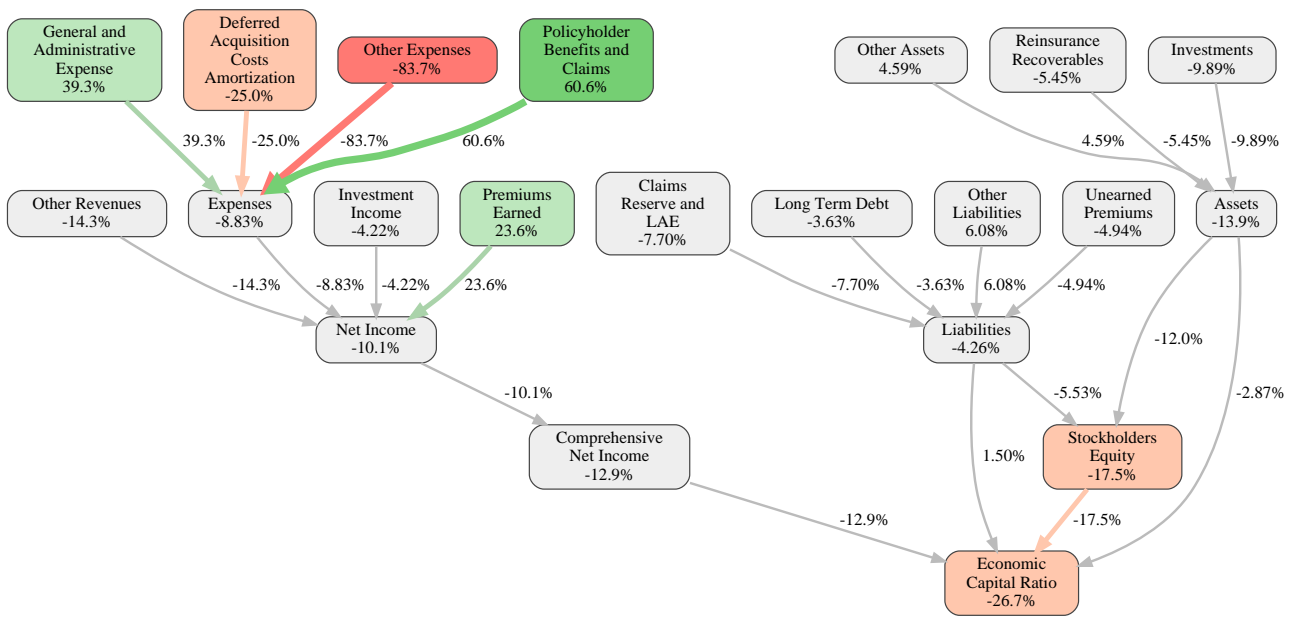 General and
Administrative
Expense
39.3%
Deferred
Acquisition
Costs
Amortization
-25.0%
Other Expenses
-83.7%
Policyholder
Benefits and
Claims
60.6%
Other Assets
4.59%
Reinsurance
Recoverables
-5.45%
Investments
-9.89%
39.3%
-25.0%
-83.7%
60.6%
4.59%
-5.45%
-9.89%
Other Revenues
-14.3%
Expenses
-8.83%
Investment
Income
-4.22%
Premiums
Earned
23.6%
Claims
Reserve and
LAE
-7.70%
Long Term Debt
-3.63%
Other
Liabilities
6.08%
Unearned
Premiums
-4.94%
Assets
-13.9%
-14.3%
-8.83%
-4.22%
23.6%
-7.70%
-3.63%
6.08%
-4.94%
Net Income
-10.1%
Liabilities
-4.26%
-12.0%
-10.1%
-5.53%
-2.87%
Comprehensive
Net Income
-12.9%
1.50%
Stockholders
Equity
-17.5%
-12.9%
-17.5%
Economic
Capital Ratio
-26.7%